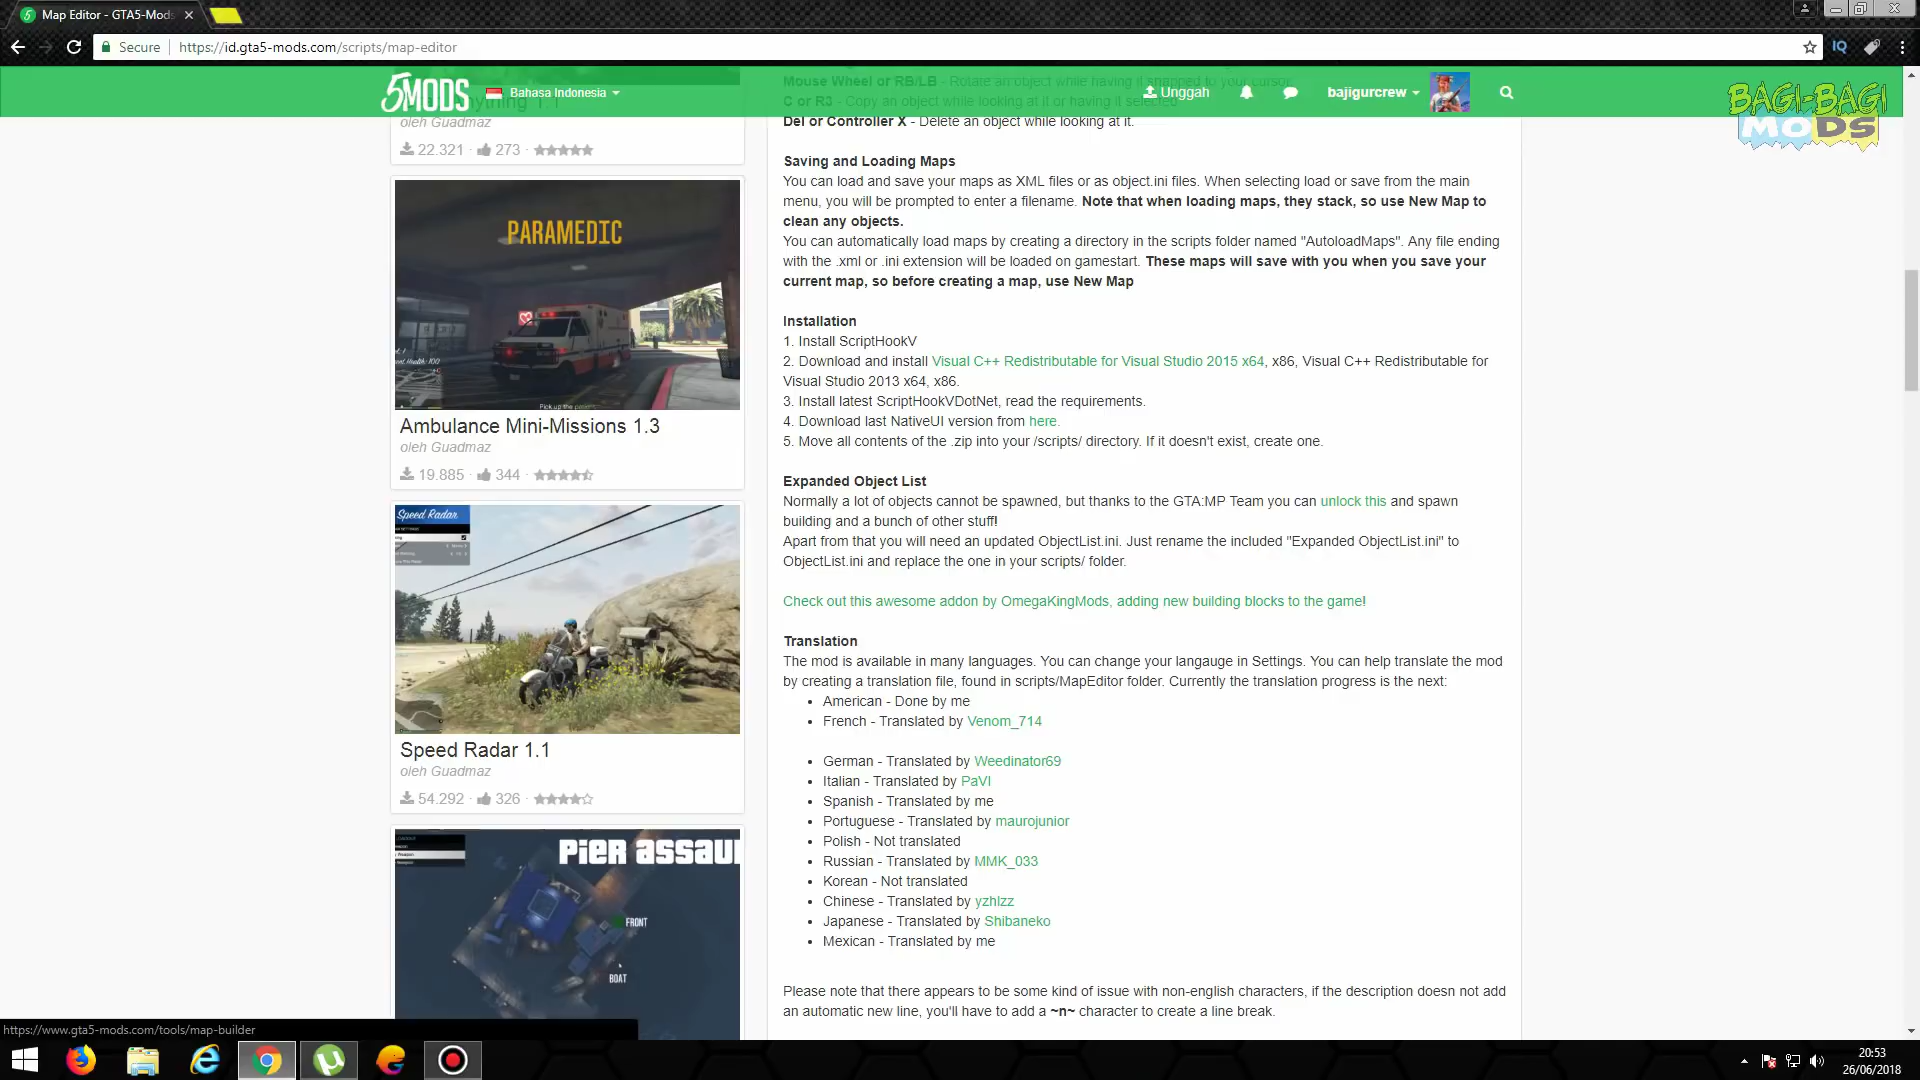 Map Editor - GTA5-Mods
Secure
https://id.gta5-mods.com/scripts/map-editor
IQ
5MODS
Bahasa Indonesia
Unggah
bajigurcrew
BAGI-BAGI
MODS
Mouse Wheel or RB/LB - Rotate an object while having it snapped to your cursor.
C or R3 - Copy an object while looking at it or having it selected
Del or Controller X - Delete an object while looking at it.
1.1
oleh Guadmaz
22.321 · 273 ·
PARAMEDIC
Ambulance Mini-Missions 1.3
oleh Guadmaz
19.885 · 344 ·
Speed Radar
Speed Radar 1.1
oleh Guadmaz
54.292 · 326 ·
Pier assau
FRONT
BOAT
Saving and Loading Maps
You can load and save your maps as XML files or as object.ini files. When selecting load or save from the main
menu, you will be prompted to enter a filename. Note that when loading maps, they stack, so use New Map to
clean any objects.
You can automatically load maps by creating a directory in the scripts folder named "AutoloadMaps". Any file ending
with the .xml or .ini extension will be loaded on gamestart. These maps will save with you when you save your
current map, so before creating a map, use New Map
Installation
1. Install ScriptHookV
2. Download and install Visual C++ Redistributable for Visual Studio 2015 x64, x86, Visual C++ Redistributable for
Visual Studio 2013 x64, x86.
3. Install latest ScriptHookVDotNet, read the requirements.
4. Download last NativeUI version from here.
5. Move all contents of the .zip into your /scripts/ directory. If it doesn't exist, create one.
Expanded Object List
Normally a lot of objects cannot be spawned, but thanks to the GTA:MP Team you can unlock this and spawn
building and a bunch of other stuff!
Apart from that you will need an updated ObjectList.ini. Just rename the included "Expanded ObjectList.ini" to
ObjectList.ini and replace the one in your scripts/ folder.
Check out this awesome addon by OmegaKingMods, adding new building blocks to the game!
Translation
The mod is available in many languages. You can change your langauge in Settings. You can help translate the mod
by creating a translation file, found in scripts/MapEditor folder. Currently the translation progress is the next:
• American - Done by me
• French - Translated by Venom_714
• German - Translated by Weedinator69
• Italian - Translated by PaVI
• Spanish - Translated by me
• Portuguese - Translated by maurojunior
• Polish - Not translated
• Russian - Translated by MMK_033
• Korean - Not translated
• Chinese - Translated by yzhlzz
• Japanese - Translated by Shibaneko
• Mexican - Translated by me
Please note that there appears to be some kind of issue with non-english characters, if the description doesn not add
an automatic new line, you'll have to add a ~n~ character to create a line break.
https://www.gta5-mods.com/tools/map-builder
20:53
26/06/2018